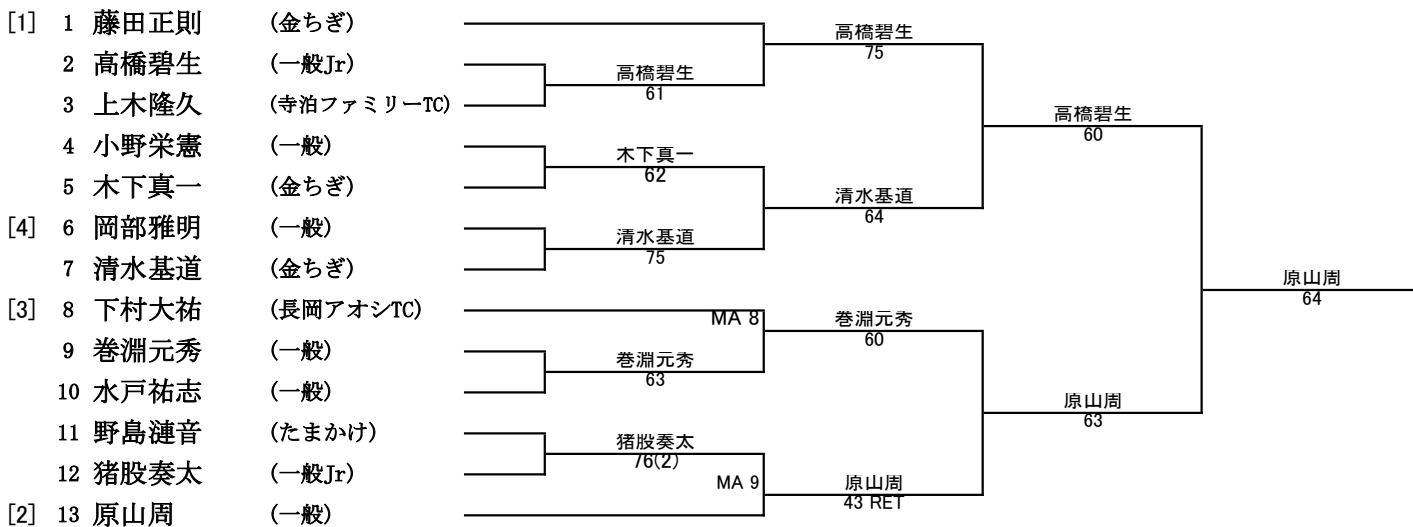 [1] 1 藤田正則 (金ちぎ)
2 高橋碧生 (一般Jr)
3 上木隆久 (寺泊ファミリーTC)
4 小野栄憲 (一般)
5 木下真一 (金ちぎ)
[4] 6 岡部雅明 (一般)
7 清水基道 (金ちぎ)
[3] 8 下村大祐 (長岡アオシTC)
9 巻淵元秀 (一般)
10 水戸祐志 (一般)
11 野島漣音 (たまかけ)
12 猪股奏太 (一般Jr)
[2] 13 原山周 (一般)
高橋碧生
61
木下真一
62
清水基道
75
巻淵元秀
63
猪股奏太
76(2)
MA 8
MA 9
高橋碧生
75
清水基道
64
巻淵元秀
60
原山周
43 RET
高橋碧生
60
原山周
63
原山周
64